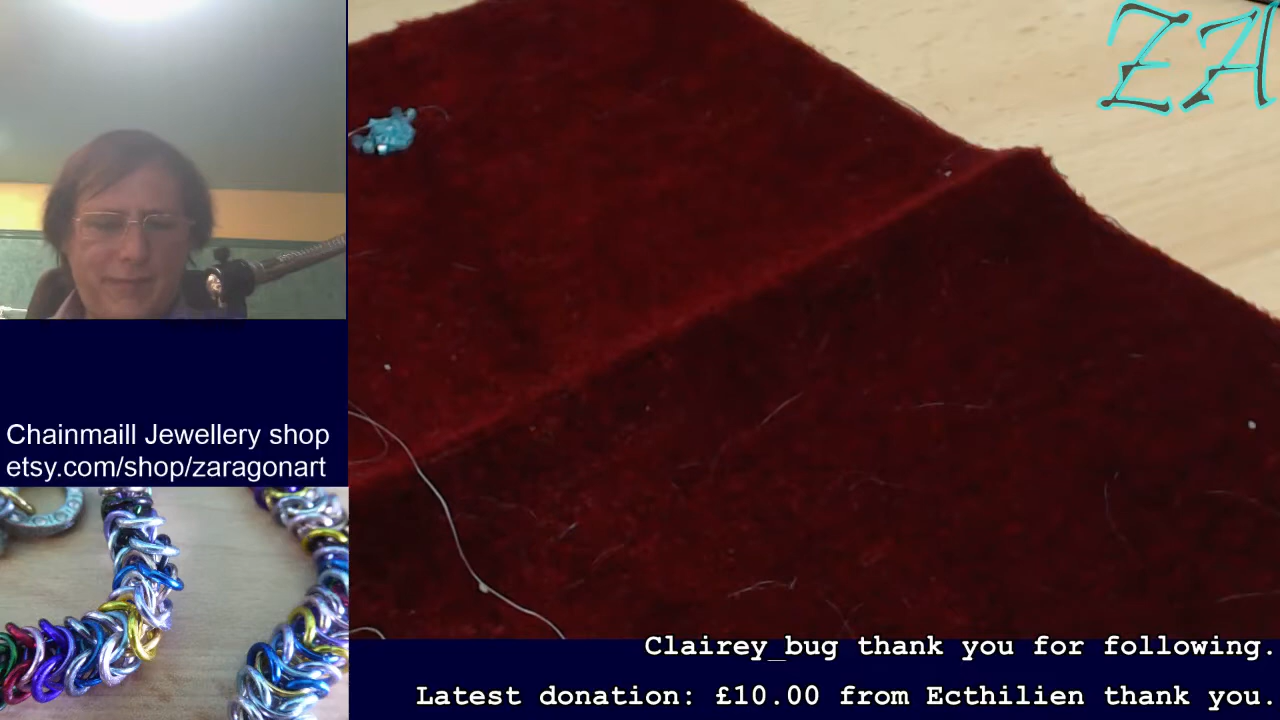 ZA
Chainmaill Jewellery shop
etsy.com/shop/zaragonart
Clairey_bug thank you for following.
Latest donation: £10.00 from Ecthilien thank you.